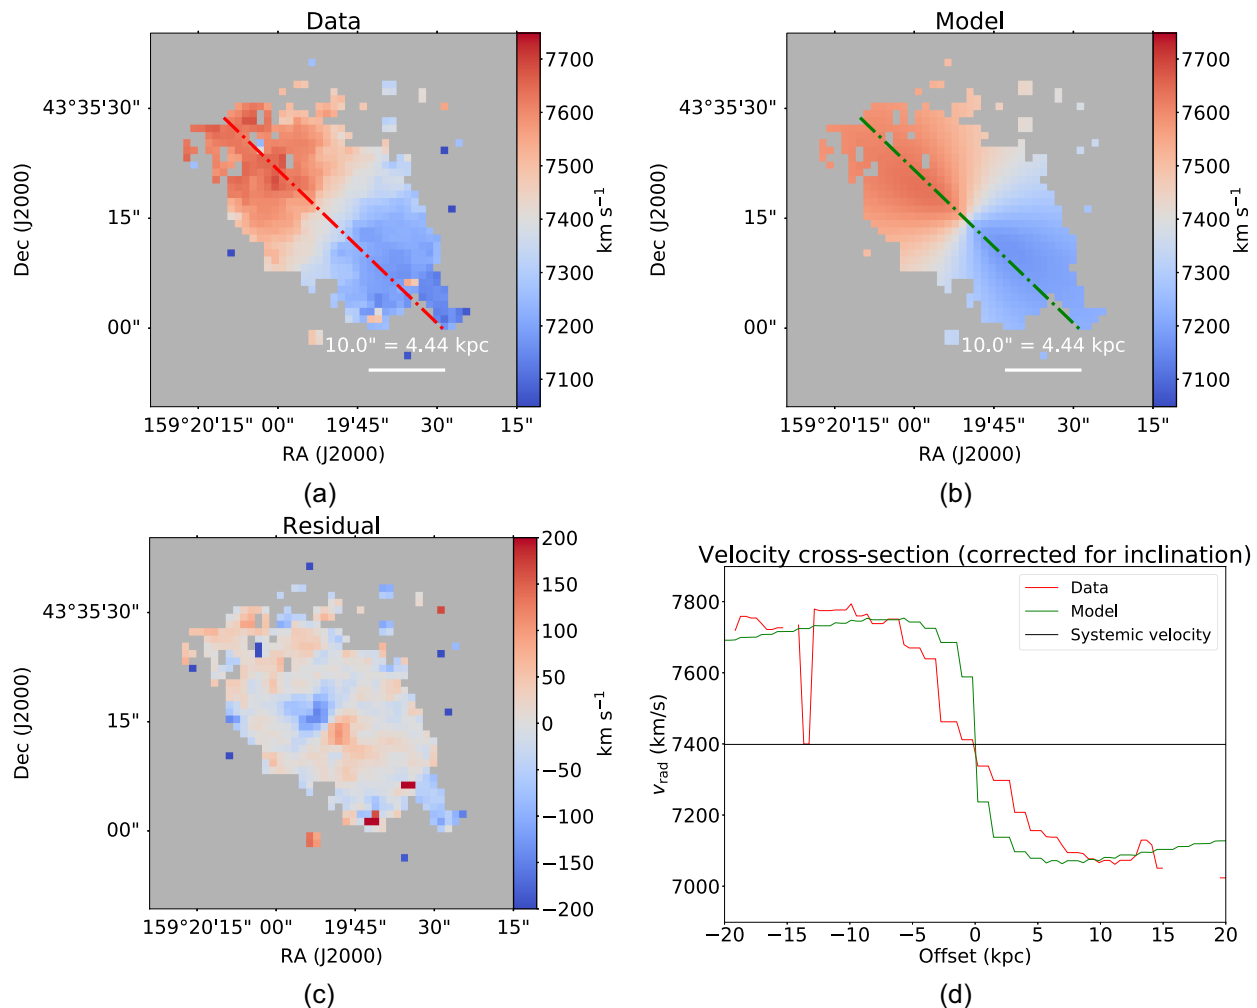 Data
43°35'30"
15"
00"
Dec (J2000)
10.0" = 4.44 kpc
159°20'15" 00" 19'45" 30" 15"
RA (J2000)
7700
7600
7500
7400
7300
7200
7100
km s⁻¹
(a)
Model
43°35'30"
15"
00"
Dec (J2000)
10.0" = 4.44 kpc
159°20'15" 00" 19'45" 30" 15"
RA (J2000)
7700
7600
7500
7400
7300
7200
7100
km s⁻¹
(b)
Residual
43°35'30"
15"
00"
Dec (J2000)
159°20'15" 00" 19'45" 30" 15"
RA (J2000)
200
150
100
50
0
−50
−100
−150
−200
km s⁻¹
(c)
Velocity cross-section (corrected for inclination)
Data
Model
Systemic velocity
7800
7600
7400
7200
7000
v_rad (km/s)
−20 −15 −10 −5 0 5 10 15 20
Offset (kpc)
(d)